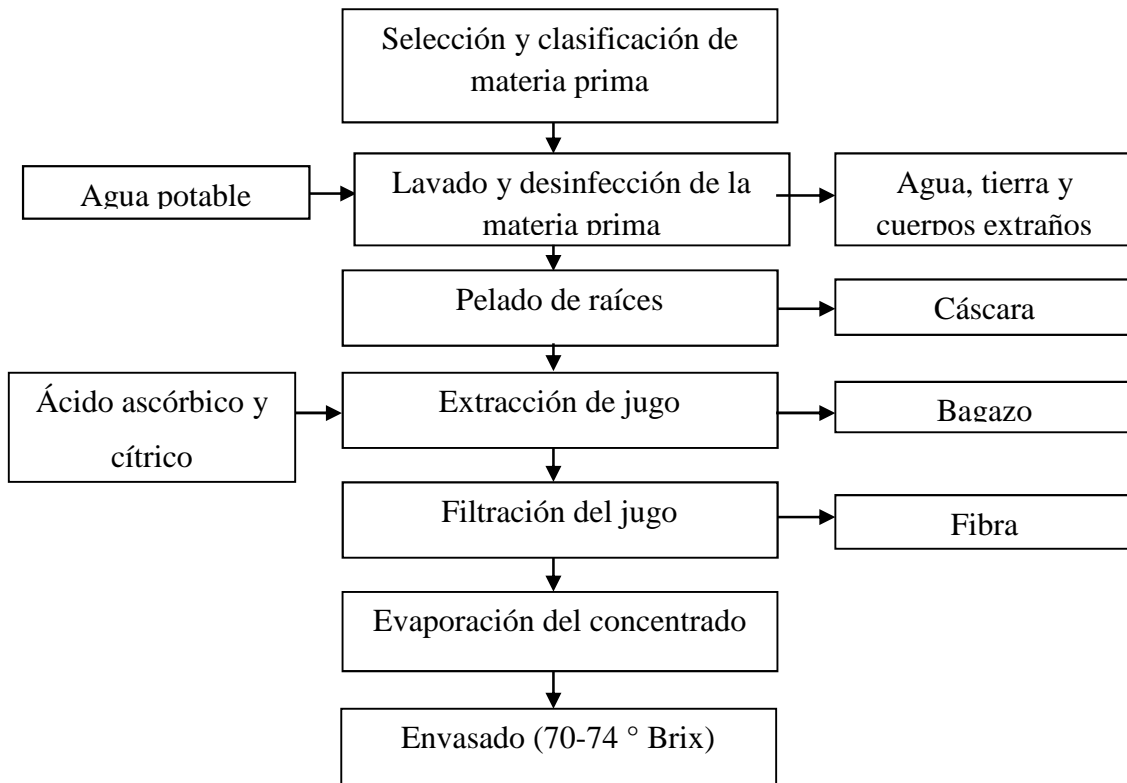 Selección y clasificación de
materia prima
Agua potable
Lavado y desinfección de la
materia prima
Agua, tierra y
cuerpos extraños
Pelado de raíces
Cáscara
Ácido ascórbico y
cítrico
Extracción de jugo
Bagazo
Filtración del jugo
Fibra
Evaporación del concentrado
Envasado (70-74 ° Brix)